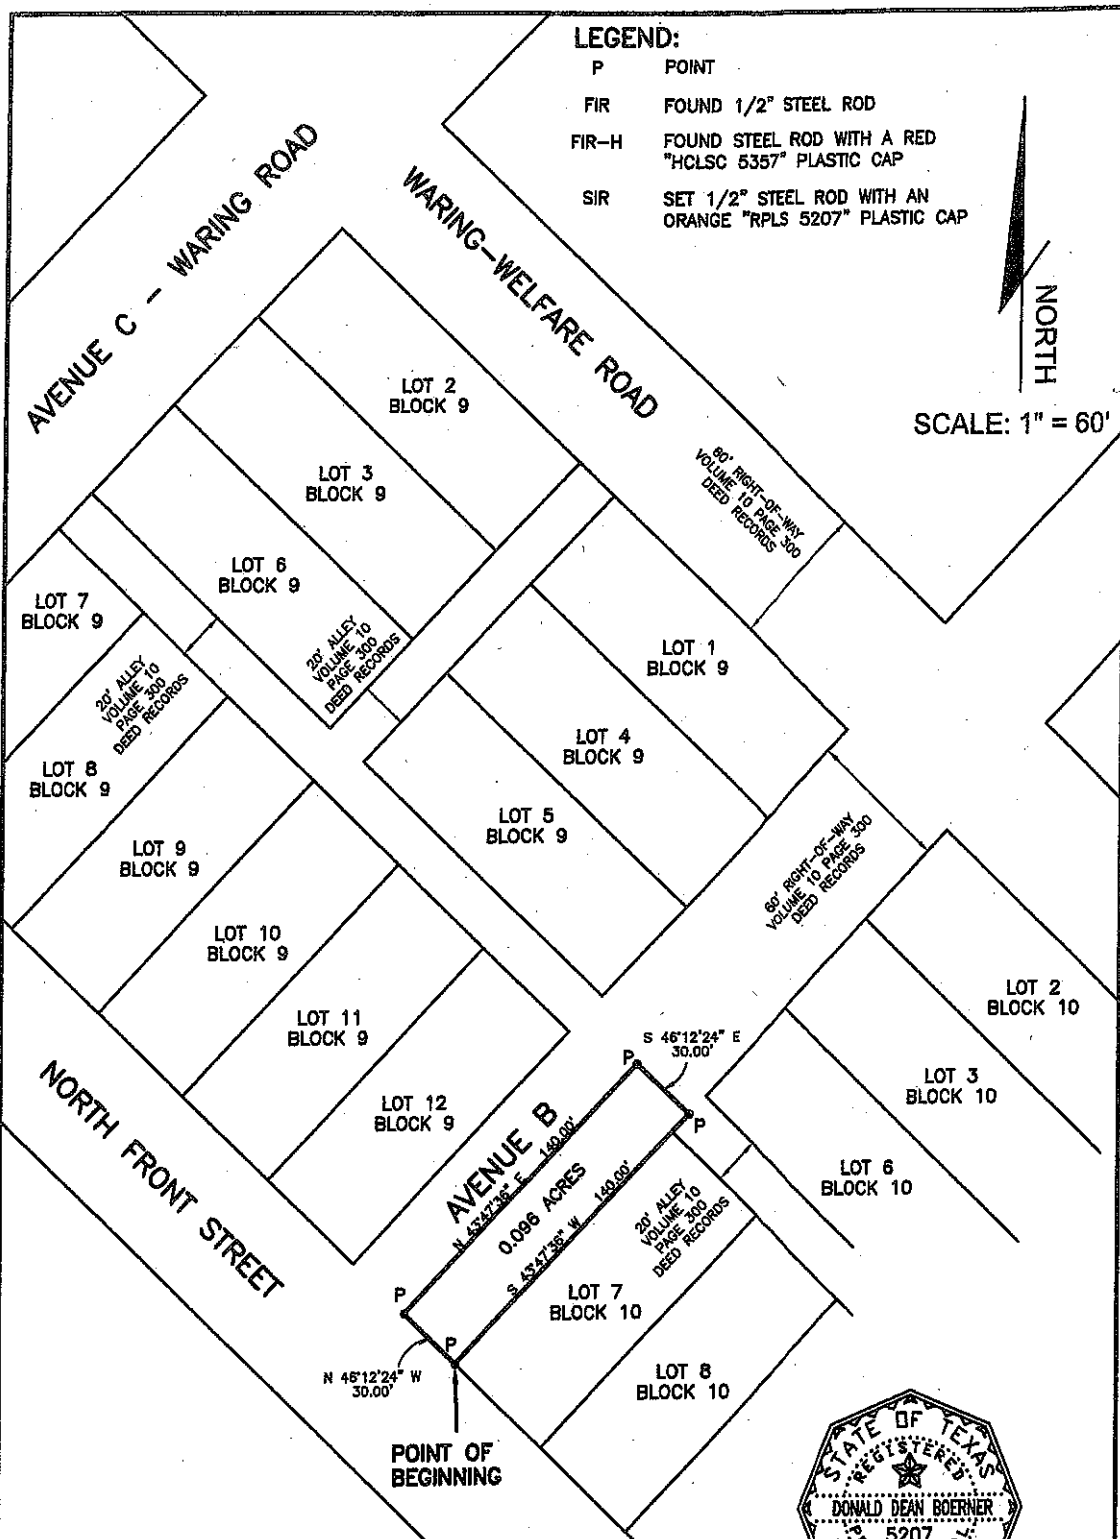 LEGEND:
P POINT
FIR FOUND 1/2" STEEL ROD
FIR-H FOUND STEEL ROD WITH A RED
"HCLSC 5357" PLASTIC CAP
SIR SET 1/2" STEEL ROD WITH AN
ORANGE "RPLS 5207" PLASTIC CAP
NORTH
SCALE: 1" = 60'
AVENUE C - WARING ROAD
WARING-WELFARE ROAD
60' RIGHT-OF-WAY
VOLUME 10 PAGE 300
DEED RECORDS
LOT 2
BLOCK 9
LOT 3
BLOCK 9
LOT 6
BLOCK 9
LOT 7
BLOCK 9
20' ALLEY
VOLUME 10
PAGE 300
DEED RECORDS
20' ALLEY
VOLUME 10
PAGE 300
DEED RECORDS
LOT 1
BLOCK 9
LOT 4
BLOCK 9
LOT 5
BLOCK 9
LOT 8
BLOCK 9
LOT 9
BLOCK 9
LOT 10
BLOCK 9
LOT 11
BLOCK 9
LOT 12
BLOCK 9
60' RIGHT-OF-WAY
VOLUME 10 PAGE 300
DEED RECORDS
LOT 2
BLOCK 10
LOT 3
BLOCK 10
LOT 6
BLOCK 10
NORTH FRONT STREET
AVENUE B
S 46°12'24" E
30.00'
P
P
N 43°47'36" E 140.00'
0.096 ACRES
S 43°47'36" W 140.00'
20' ALLEY
VOLUME 10
PAGE 300
DEED RECORDS
LOT 7
BLOCK 10
LOT 8
BLOCK 10
P
P
N 46°12'24" W
30.00'
POINT OF
BEGINNING
STATE OF TEXAS
REGISTERED
DONALD DEAN BOERNER
5207